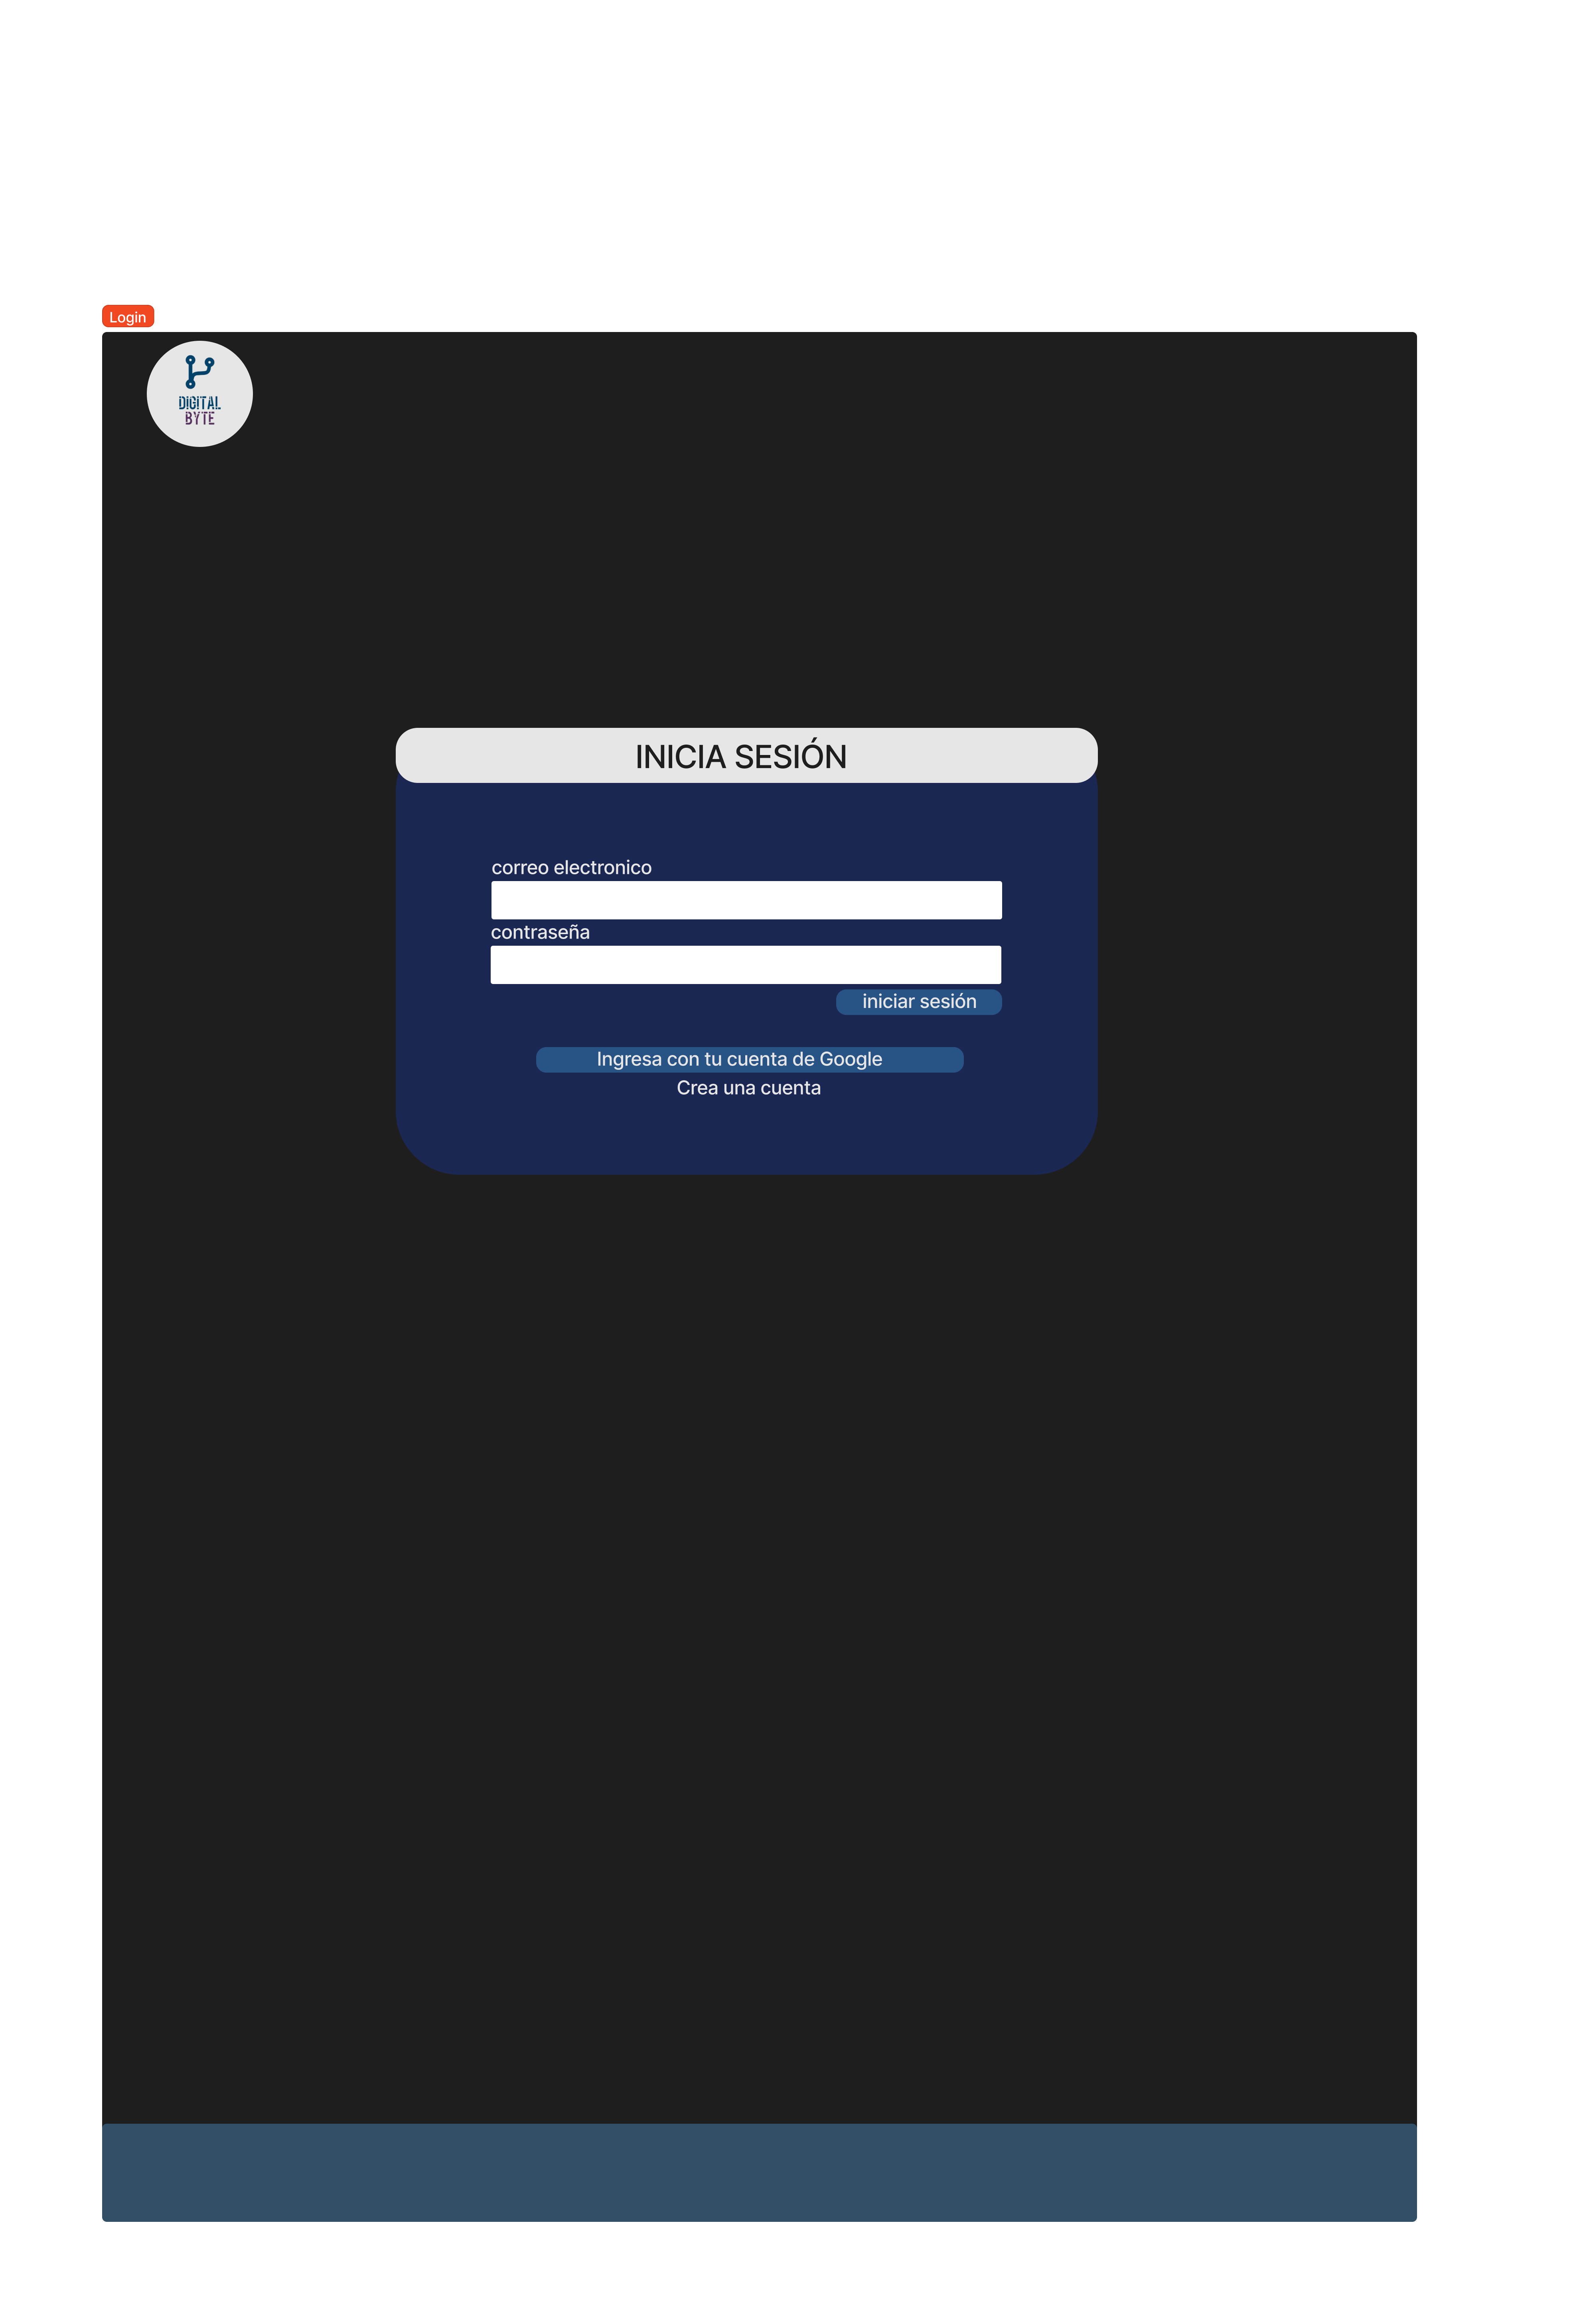 Login
DIGITAL
BYTE
INICIA SESIÓN
correo electronico
contraseña
iniciar sesión
Ingresa con tu cuenta de Google
Crea una cuenta